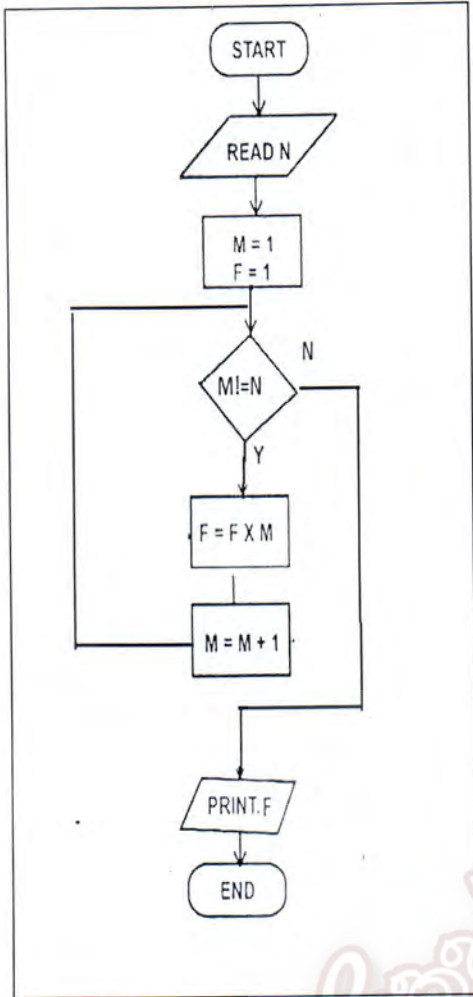 START
READ N
M = 1
F = 1
M!=N
N
Y
F = F X M
M = M + 1
PRINT.F
END